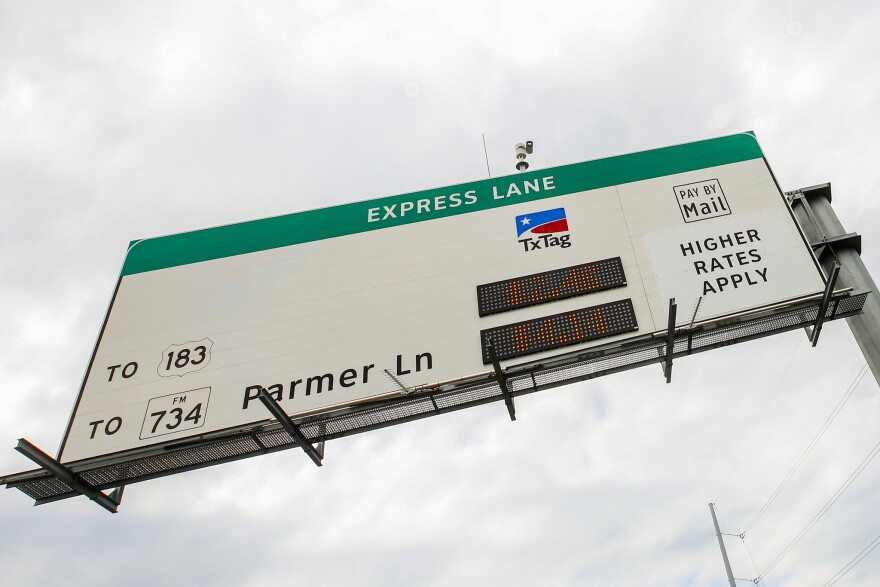 EXPRESS LANE
TxTag
PAY BY
Mail
HIGHER
RATES
APPLY
TO 183
TO FM 734 Parmer Ln